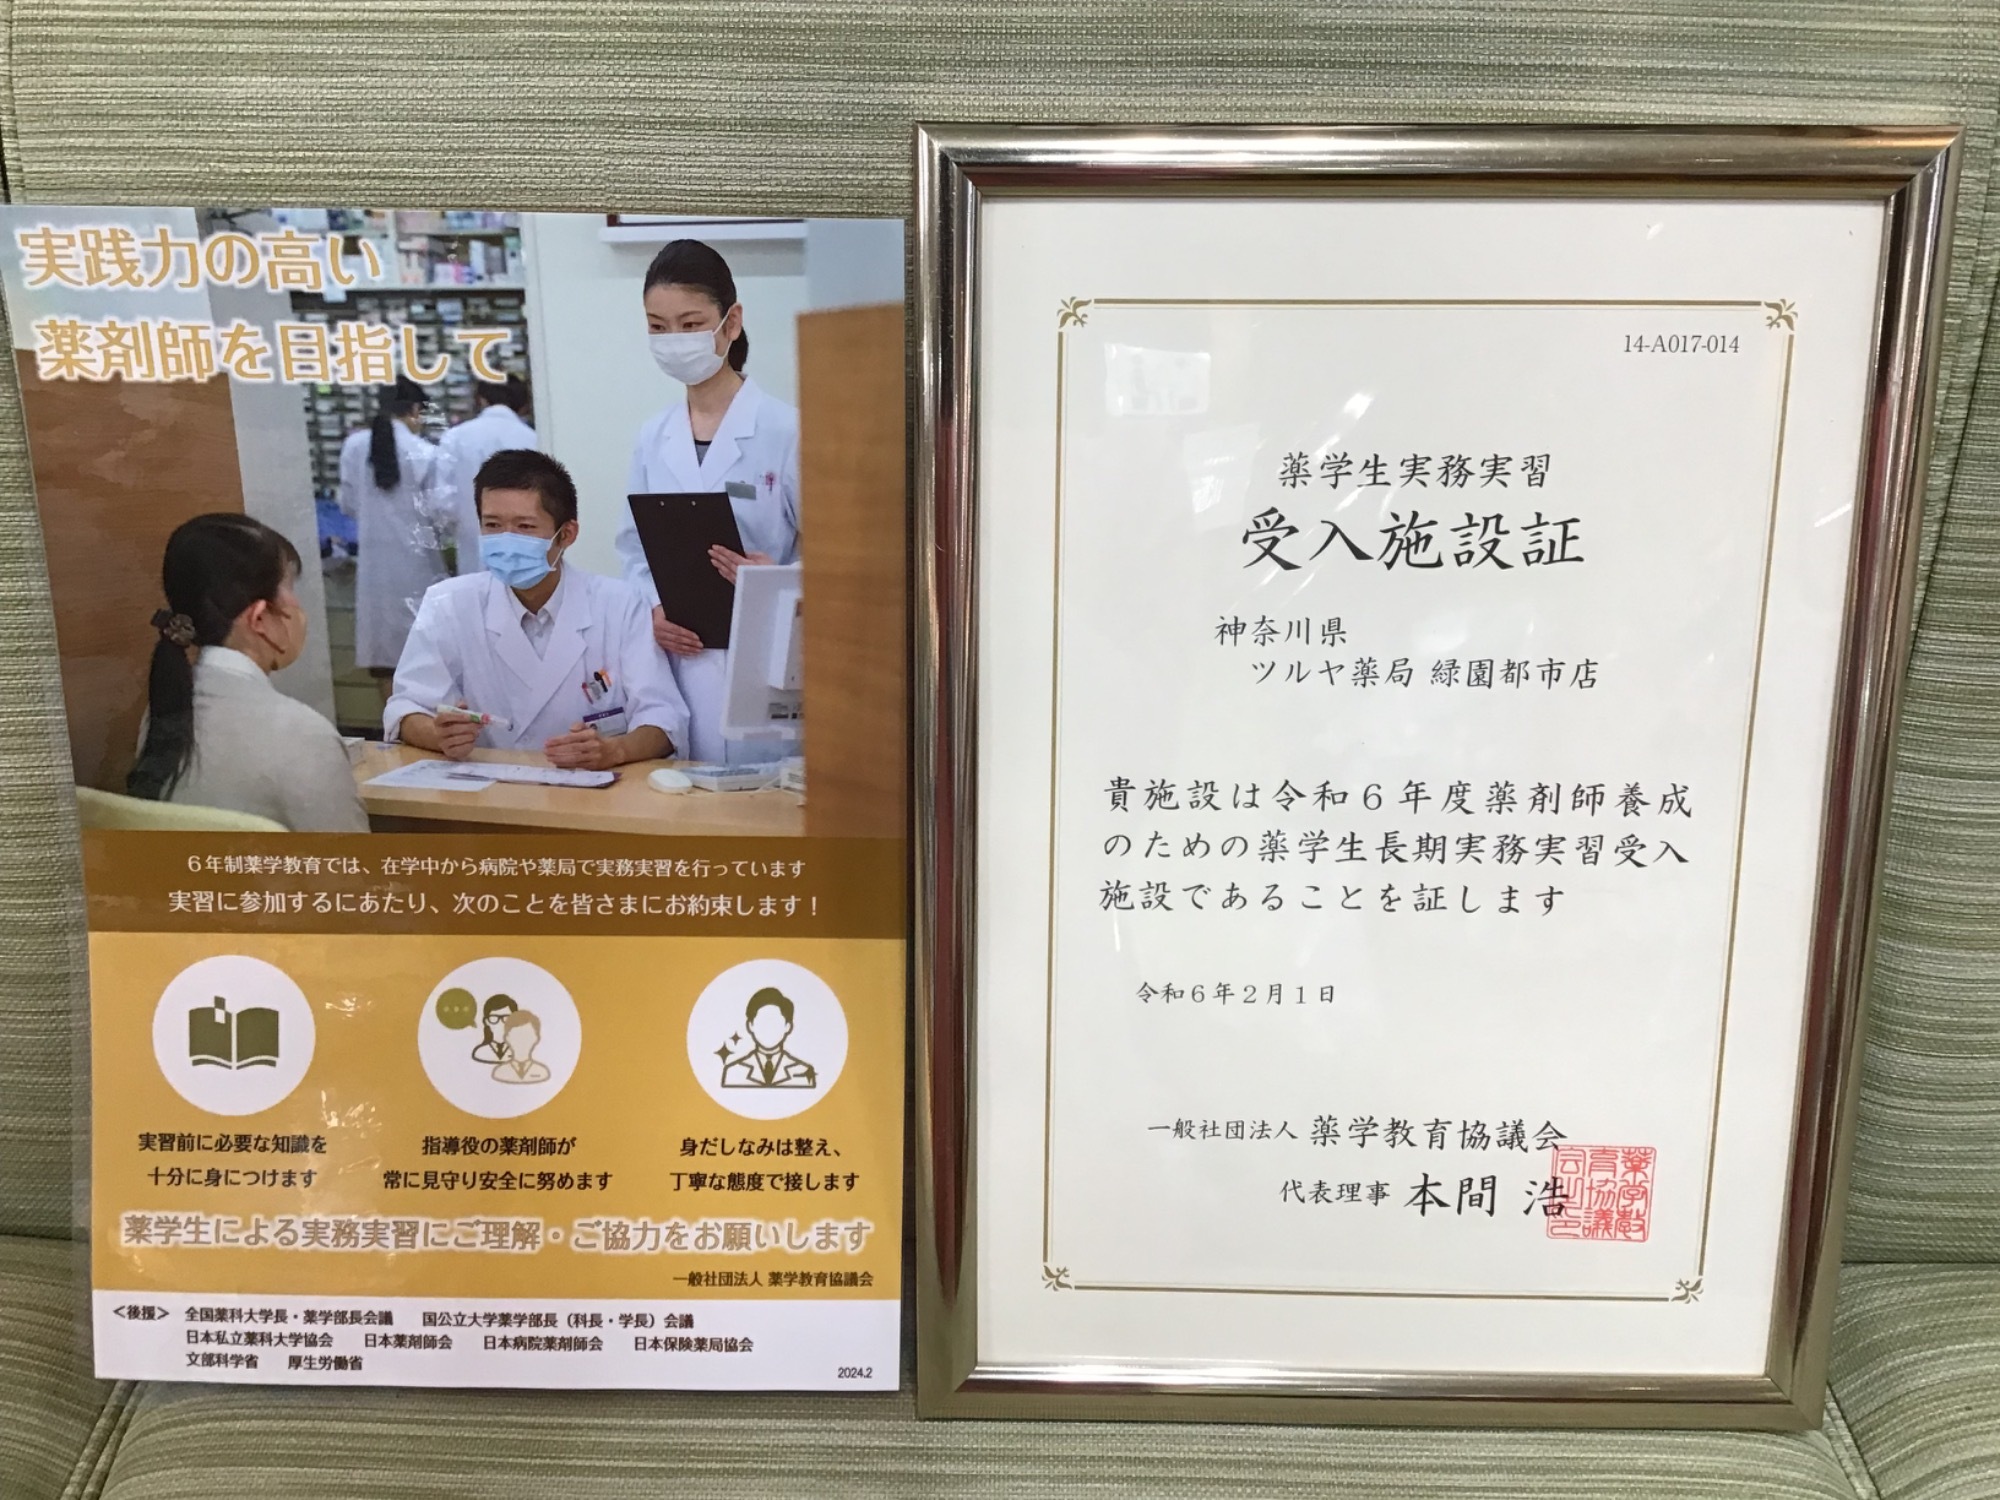 実践力の高い
薬剤師を目指して
6年制薬学教育では、在学中から病院や薬局で実務実習を行っています
実習に参加するにあたり、次のことを皆さまにお約束します！
実習前に必要な知識を
十分に身につけます
指導役の薬剤師が
常に見守り安全に努めます
身だしなみは整え、
丁寧な態度で接します
薬学生による実務実習にご理解・ご協力をお願いします
一般社団法人 薬学教育協議会
＜後援＞ 全国薬科大学長・薬学部長会議 国公立大学薬学部長（科長・学長）会議
日本私立薬科大学協会 日本薬剤師会 日本病院薬剤師会 日本保険薬局協会
文部科学省 厚生労働省
2024.2
14-A017-014
薬学生実務実習
受入施設証
神奈川県
ツルヤ薬局 緑園都市店
貴施設は令和６年度薬剤師養成
のための薬学生長期実務実習受入
施設であることを証します
令和６年２月１日
一般社団法人 薬学教育協議会
代表理事 本間 浩
薬学教
育協議
会之印